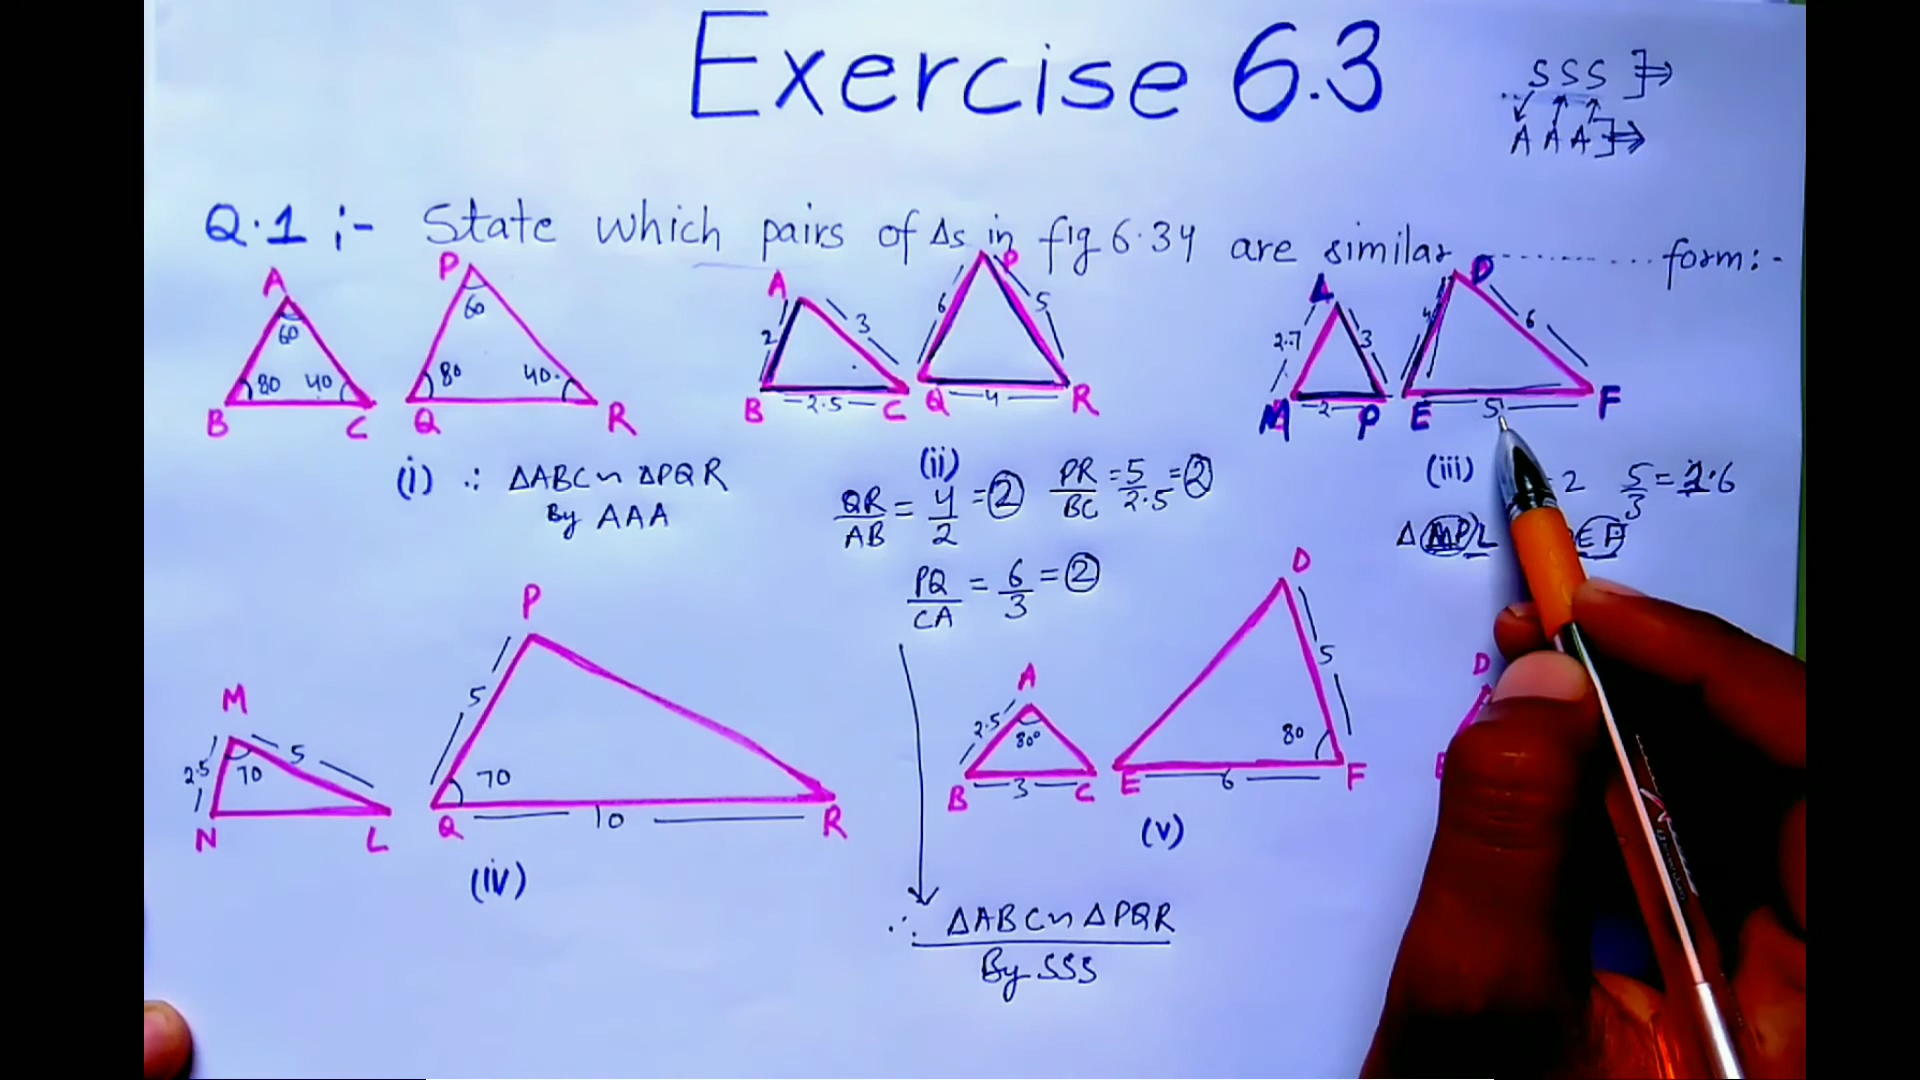 Exercise 6.3
SSS ]⇒
AAA ]⇒
Q.1 :- State which pairs of Δs in fig 6.34 are similar ........... form:-
A
60
80 40
B C
P
60
80 40.
Q R
(i) ∴ ΔABC ~ ΔPQR
By AAA
A
2 3
B 2.5 C
P
6 5
Q 4 R
(ii)
QR/AB = 4/2 = 2 PR/BC = 5/2.5 = 2
PQ/CA = 6/3 = 2
L
2.7 3
M 2 P
D
4 6
E 5 F
(iii)
2 5/3 =
Δ MPL EF
M
2.5 70 5
N L
P
5
70
Q 10 R
(iv)
A
2.5 80°
B 3 C
D
5
80
E 6 F
(v)
D
∴ ΔABC ~ ΔPQR
By SSS